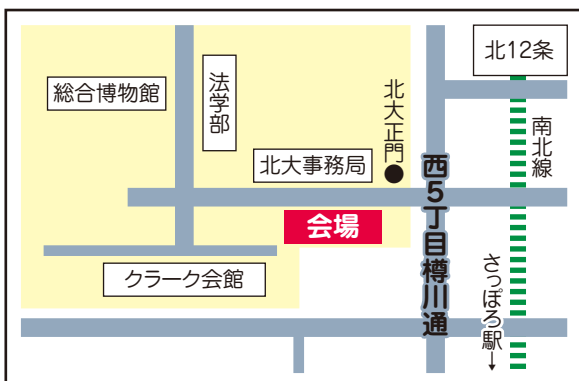 北12条
総合博物館
法学部
北大正門
南北線
北大事務局
西5丁目樽川通
会場
クラーク会館
さっぽろ駅→